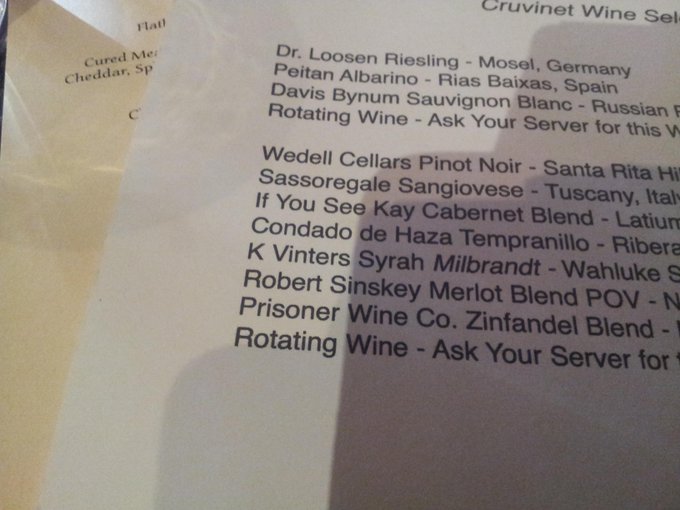 Flat
Cured Me
Cheddar, Sp
C
Cruvinet Wine Sel
Dr. Loosen Riesling - Mosel, Germany
Peitan Albarino - Rias Baixas, Spain
Davis Bynum Sauvignon Blanc - Russian
Rotating Wine - Ask Your Server for this W
Wedell Cellars Pinot Noir - Santa Rita Hil
Sassoregale Sangiovese - Tuscany, Italy
If You See Kay Cabernet Blend - Latium
Condado de Haza Tempranillo - Ribera
K Vinters Syrah Milbrandt - Wahluke S
Robert Sinskey Merlot Blend POV - N
Prisoner Wine Co. Zinfandel Blend -
Rotating Wine - Ask Your Server for